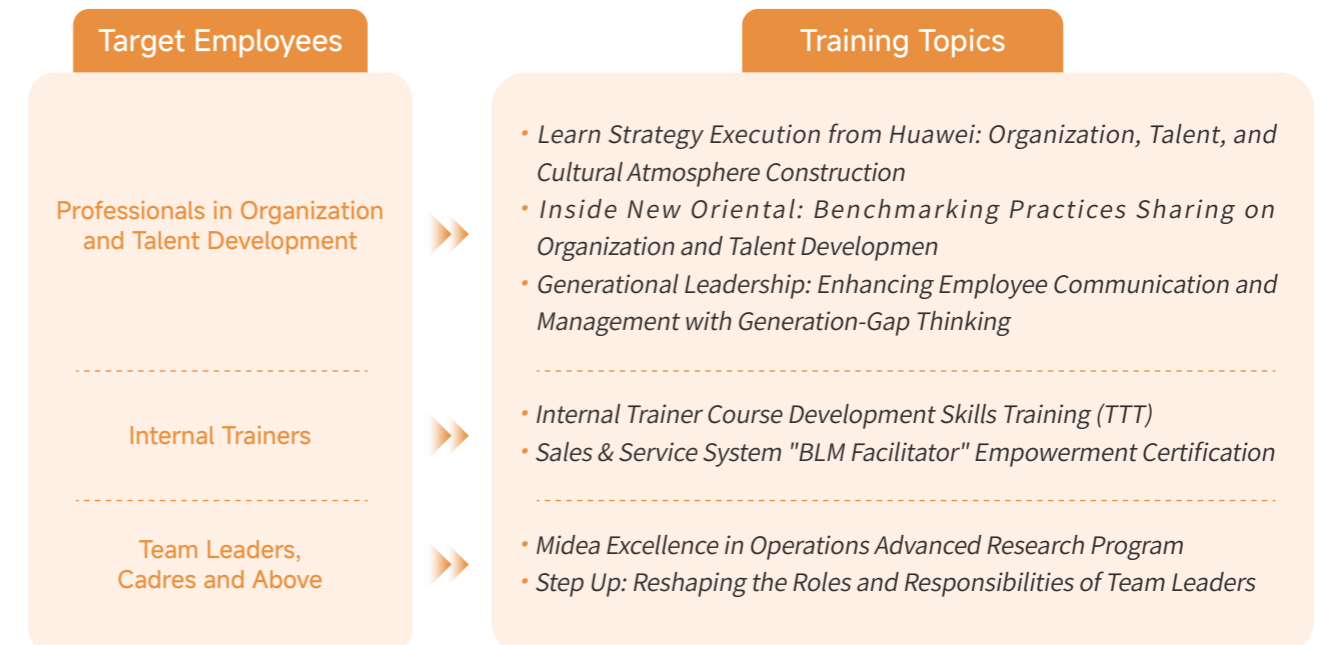 Target Employees
Training Topics
Professionals in Organization
and Talent Development
• Learn Strategy Execution from Huawei: Organization, Talent, and
Cultural Atmosphere Construction
• Inside New Oriental: Benchmarking Practices Sharing on
Organization and Talent Developmen
• Generational Leadership: Enhancing Employee Communication and
Management with Generation-Gap Thinking
Internal Trainers
• Internal Trainer Course Development Skills Training (TTT)
• Sales & Service System "BLM Facilitator" Empowerment Certification
Team Leaders,
Cadres and Above
• Midea Excellence in Operations Advanced Research Program
• Step Up: Reshaping the Roles and Responsibilities of Team Leaders